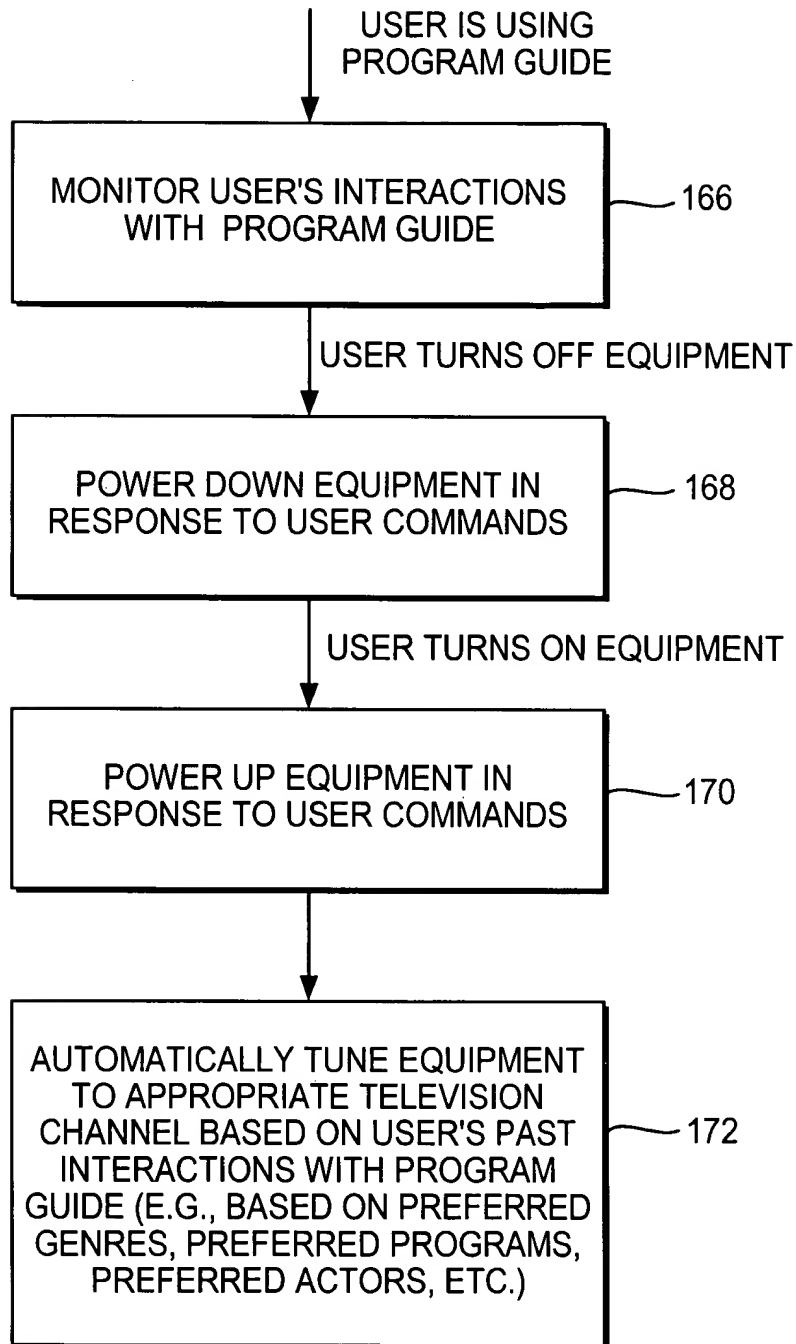 USER IS USING
PROGRAM GUIDE
MONITOR USER'S INTERACTIONS
WITH PROGRAM GUIDE
166
USER TURNS OFF EQUIPMENT
POWER DOWN EQUIPMENT IN
RESPONSE TO USER COMMANDS
168
USER TURNS ON EQUIPMENT
POWER UP EQUIPMENT IN
RESPONSE TO USER COMMANDS
170
AUTOMATICALLY TUNE EQUIPMENT
TO APPROPRIATE TELEVISION
CHANNEL BASED ON USER'S PAST
INTERACTIONS WITH PROGRAM
GUIDE (E.G., BASED ON PREFERRED
GENRES, PREFERRED PROGRAMS,
PREFERRED ACTORS, ETC.)
172